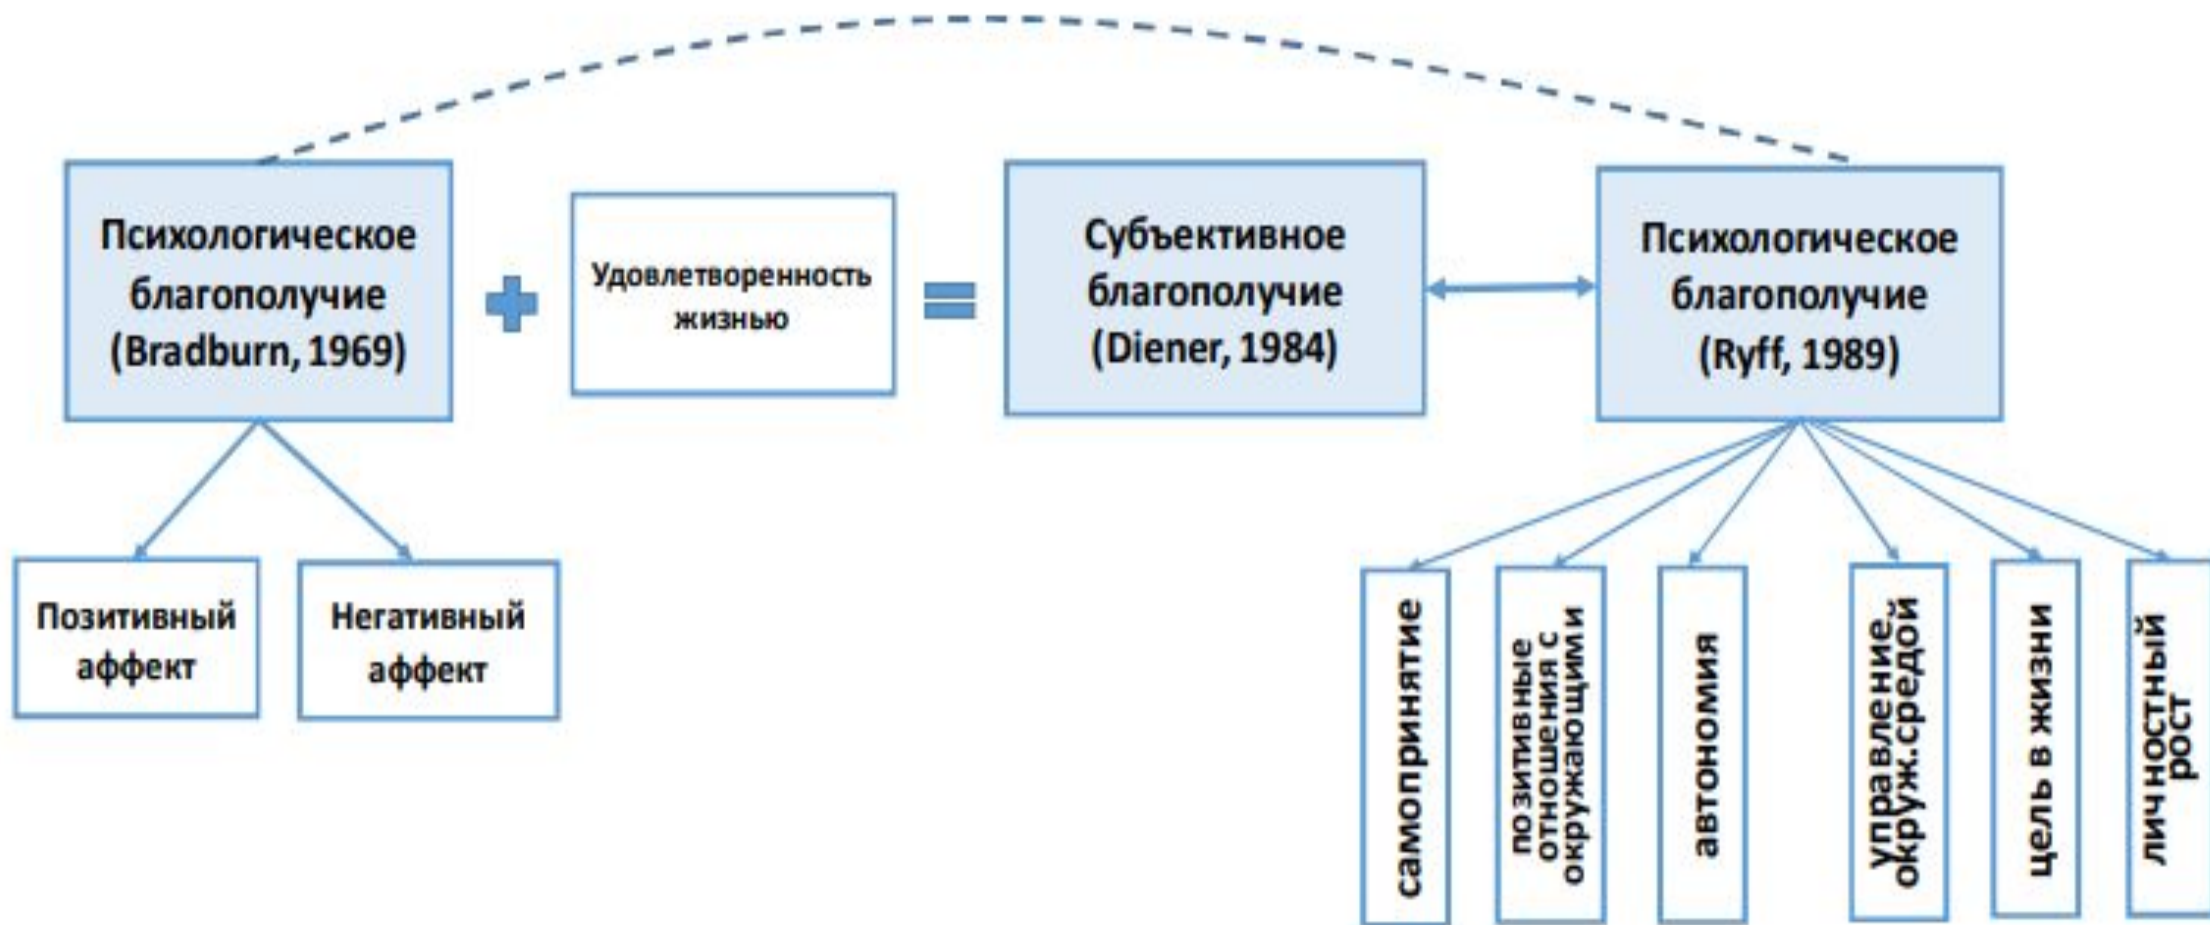 Психологическое
благополучие
(Bradburn, 1969)
Удовлетворенность
жизнью
Субъективное
благополучие
(Diener, 1984)
Психологическое
благополучие
(Ryff, 1989)
Позитивный
аффект
Негативный
аффект
самопринятие
позитивные
отношения с
окружающими
автономия
управление
окруж.средой
цель в жизни
личностный
рост